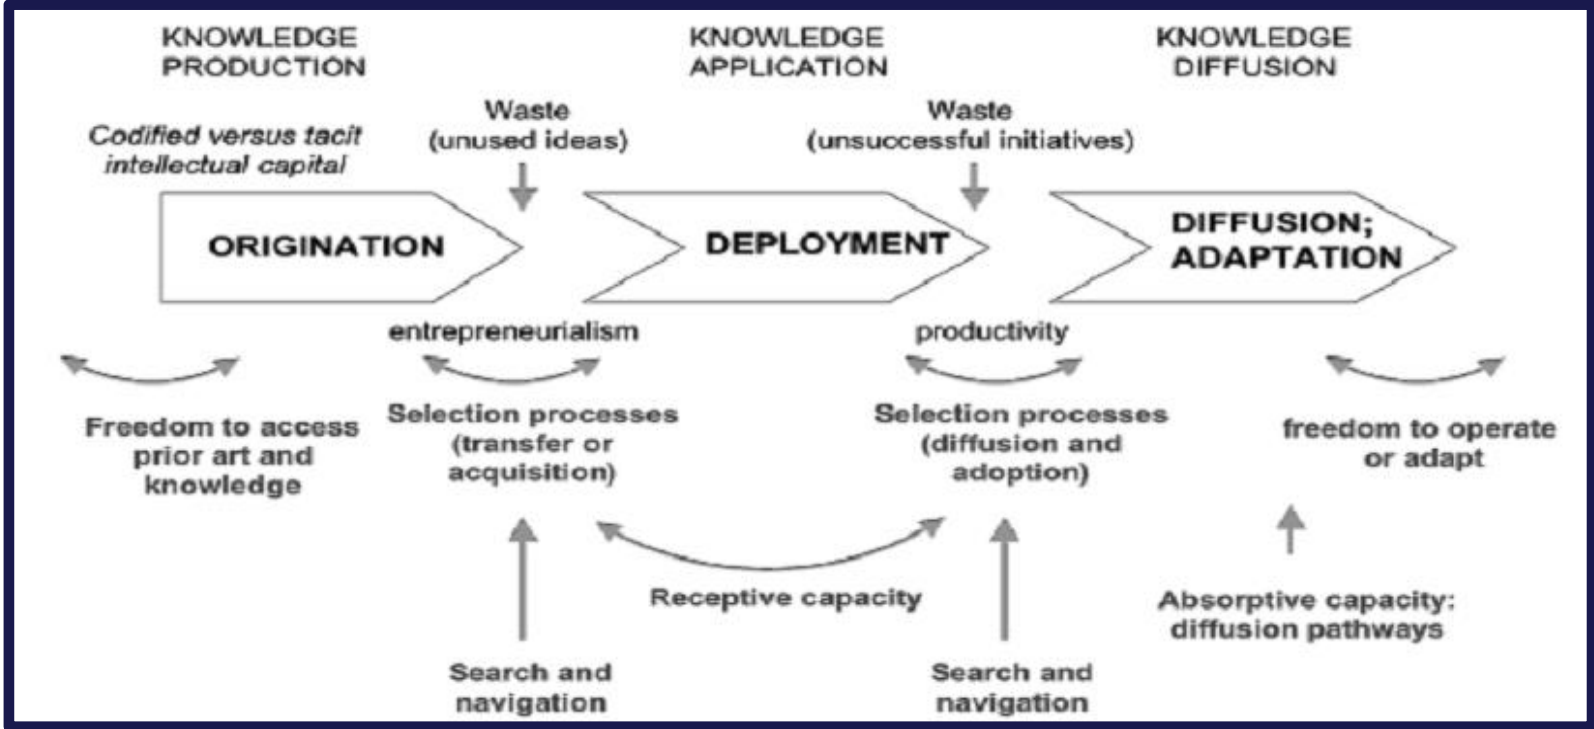 KNOWLEDGE
PRODUCTION
KNOWLEDGE
APPLICATION
KNOWLEDGE
DIFFUSION
Codified versus tacit
intellectual capital
Waste
(unused ideas)
Waste
(unsuccessful initiatives)
ORIGINATION
DEPLOYMENT
DIFFUSION;
ADAPTATION
entrepreneurialism
productivity
Freedom to access
prior art and
knowledge
Selection processes
(transfer or
acquisition)
Selection processes
(diffusion and
adoption)
freedom to operate
or adapt
Receptive capacity
Absorptive capacity:
diffusion pathways
Search and
navigation
Search and
navigation